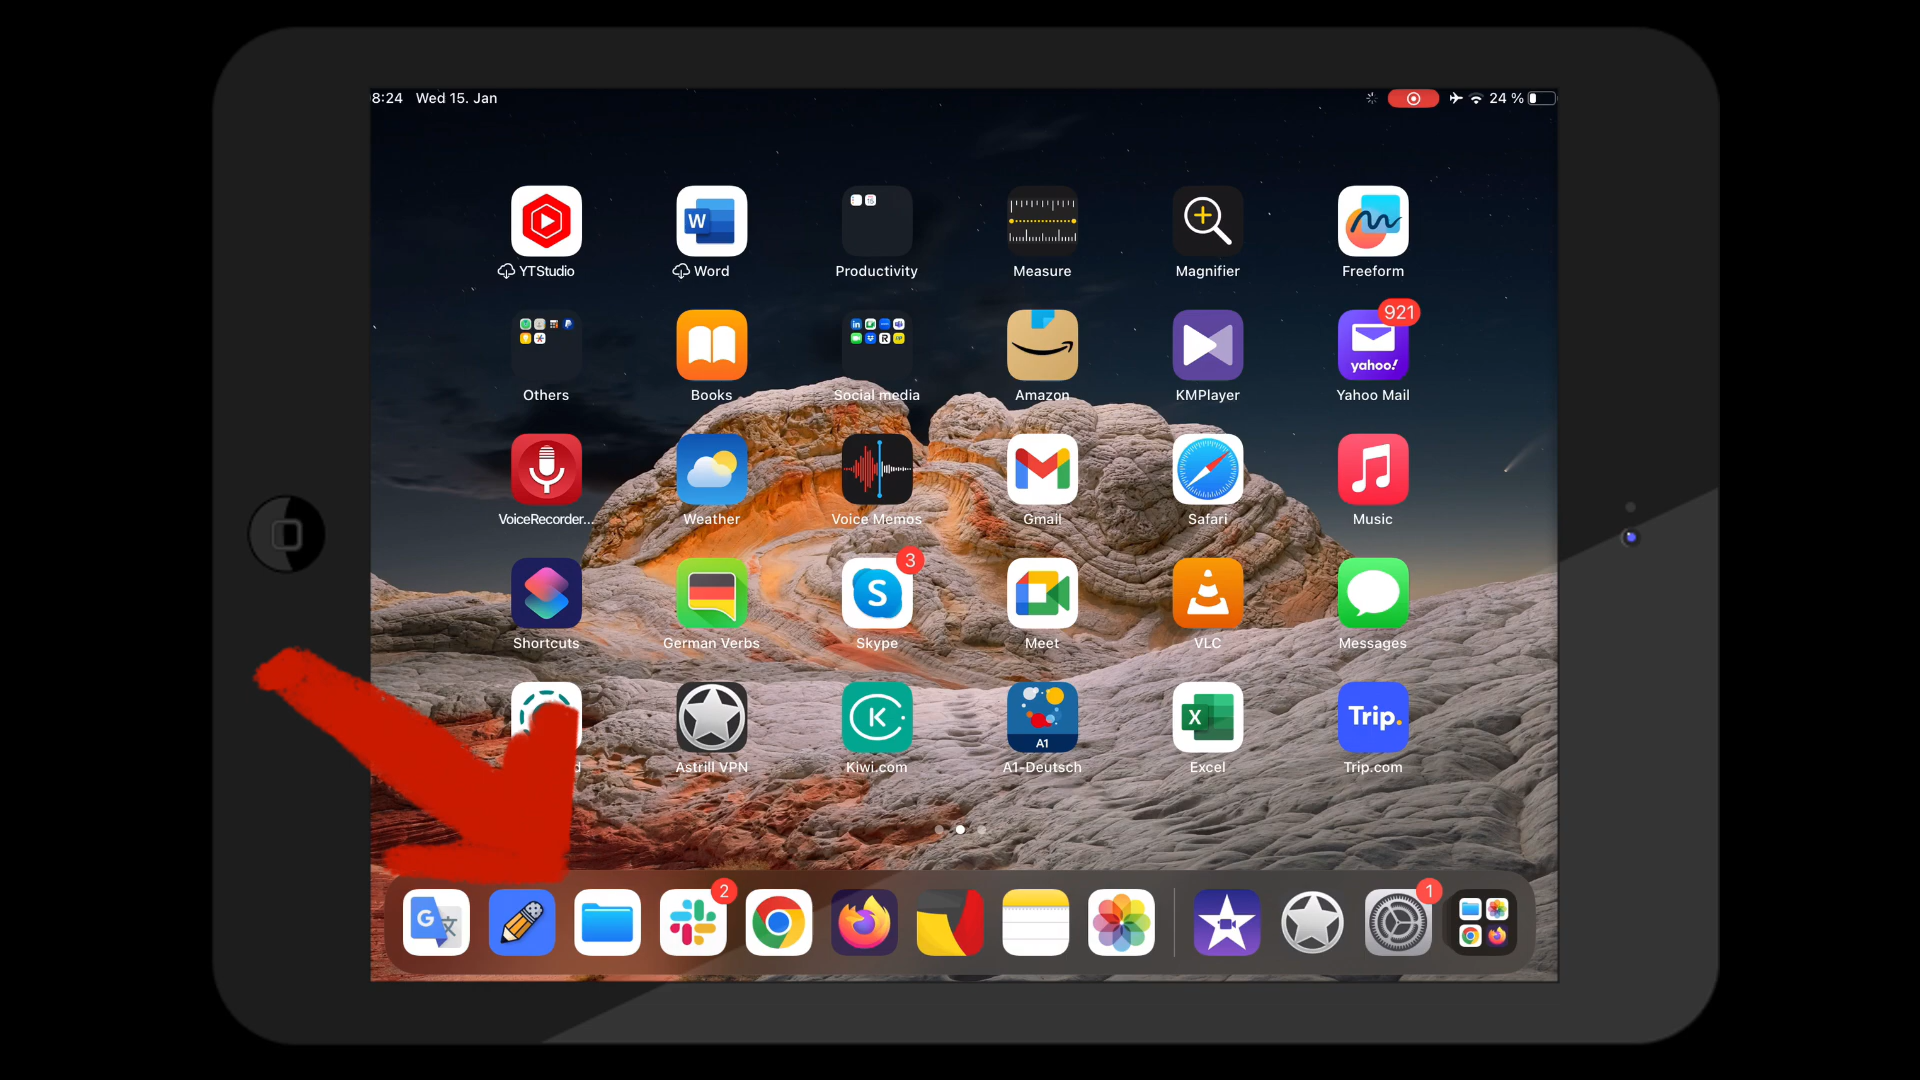 8:24 Wed 15. Jan 24 %
YTStudio Word Productivity Measure Magnifier Freeform
921
yahoo!
Others Books Social media Amazon KMPlayer Yahoo Mail
VoiceRecorder... Weather Voice Memos Gmail Safari Music
3
S
Shortcuts German Verbs Skype Meet VLC Messages
W
K
X
Trip.
A1
d Astrill VPN Kiwi.com A1-Deutsch Excel Trip.com
2
1
G 文